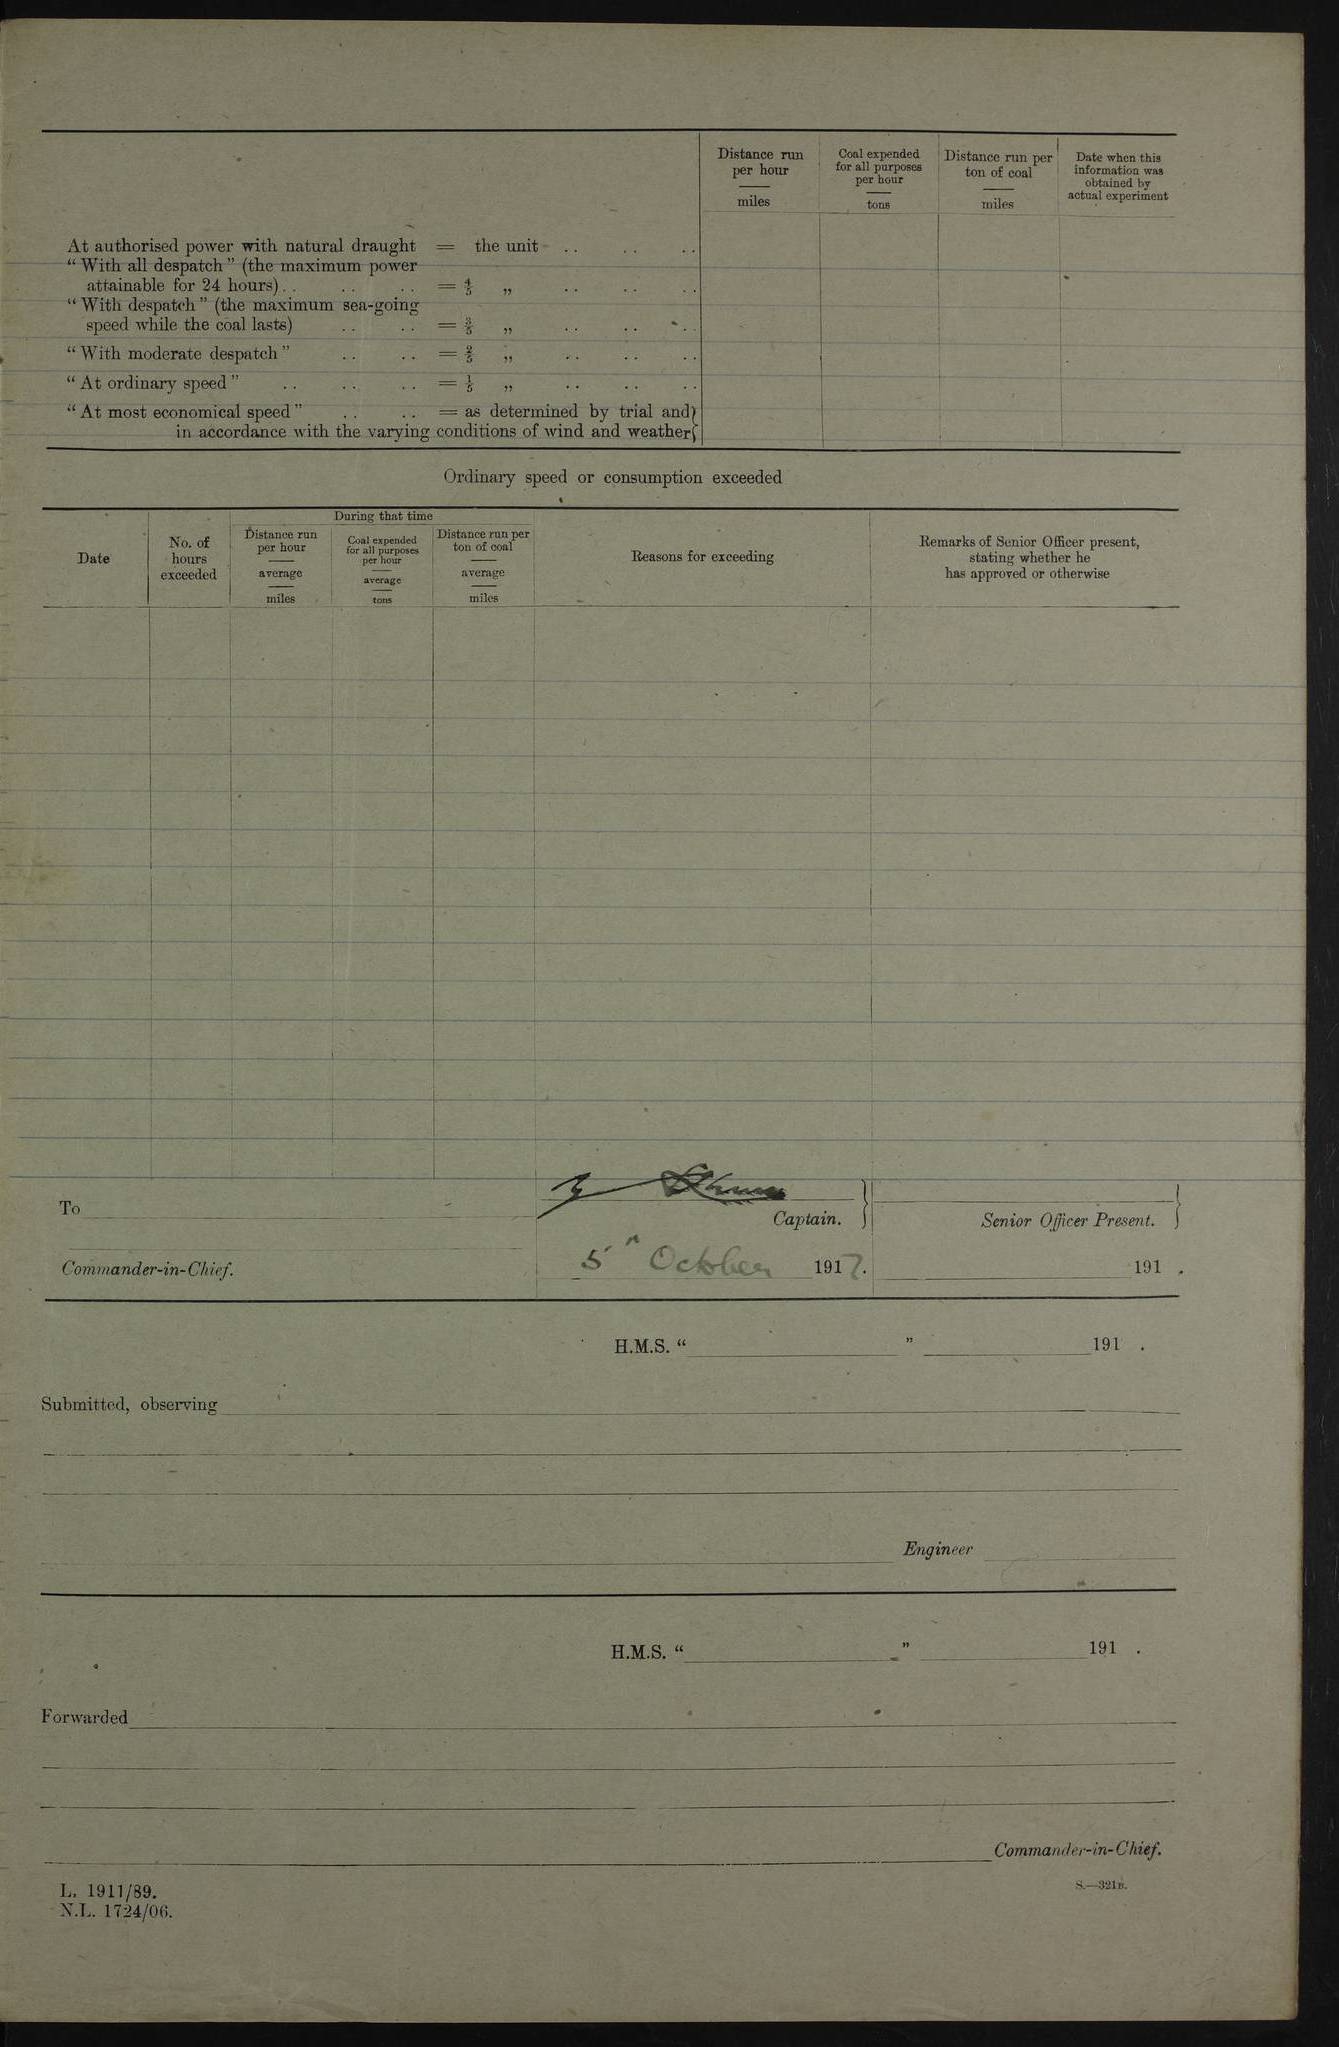 Distance run
per hour
miles
Coal expended
for all purposes
per hour
tons
Distance run per
ton of coal
miles
Date when this
information was
obtained by
actual experiment
At authorised power with natural draught = the unit .. .. ..
“With all despatch” (the maximum power
attainable for 24 hours) .. .. .. = 4/5 „ .. .. ..
“With despatch” (the maximum sea-going
speed while the coal lasts) .. .. = 3/5 „ .. .. ..
“With moderate despatch” .. .. = 2/5 „ .. .. ..
“At ordinary speed” .. .. .. = 1/5 „ .. .. ..
“At most economical speed” .. .. = as determined by trial and}
in accordance with the varying conditions of wind and weather}
Ordinary speed or consumption exceeded
Date
No. of
hours
exceeded
During that time
Distance run
per hour
average
miles
Coal expended
for all purposes
per hour
average
tons
Distance run per
ton of coal
average
miles
Reasons for exceeding
Remarks of Senior Officer present,
stating whether he
has approved or otherwise
To
Captain. }
Senior Officer Present. }
Commander-in-Chief.
5th October 1917.
191 .
H.M.S. “ ” 191 .
Submitted, observing
Engineer
H.M.S. “ ” 191 .
Forwarded
Commander-in-Chief.
L. 1911/89.
N.L. 1724/06.
S.—321B.